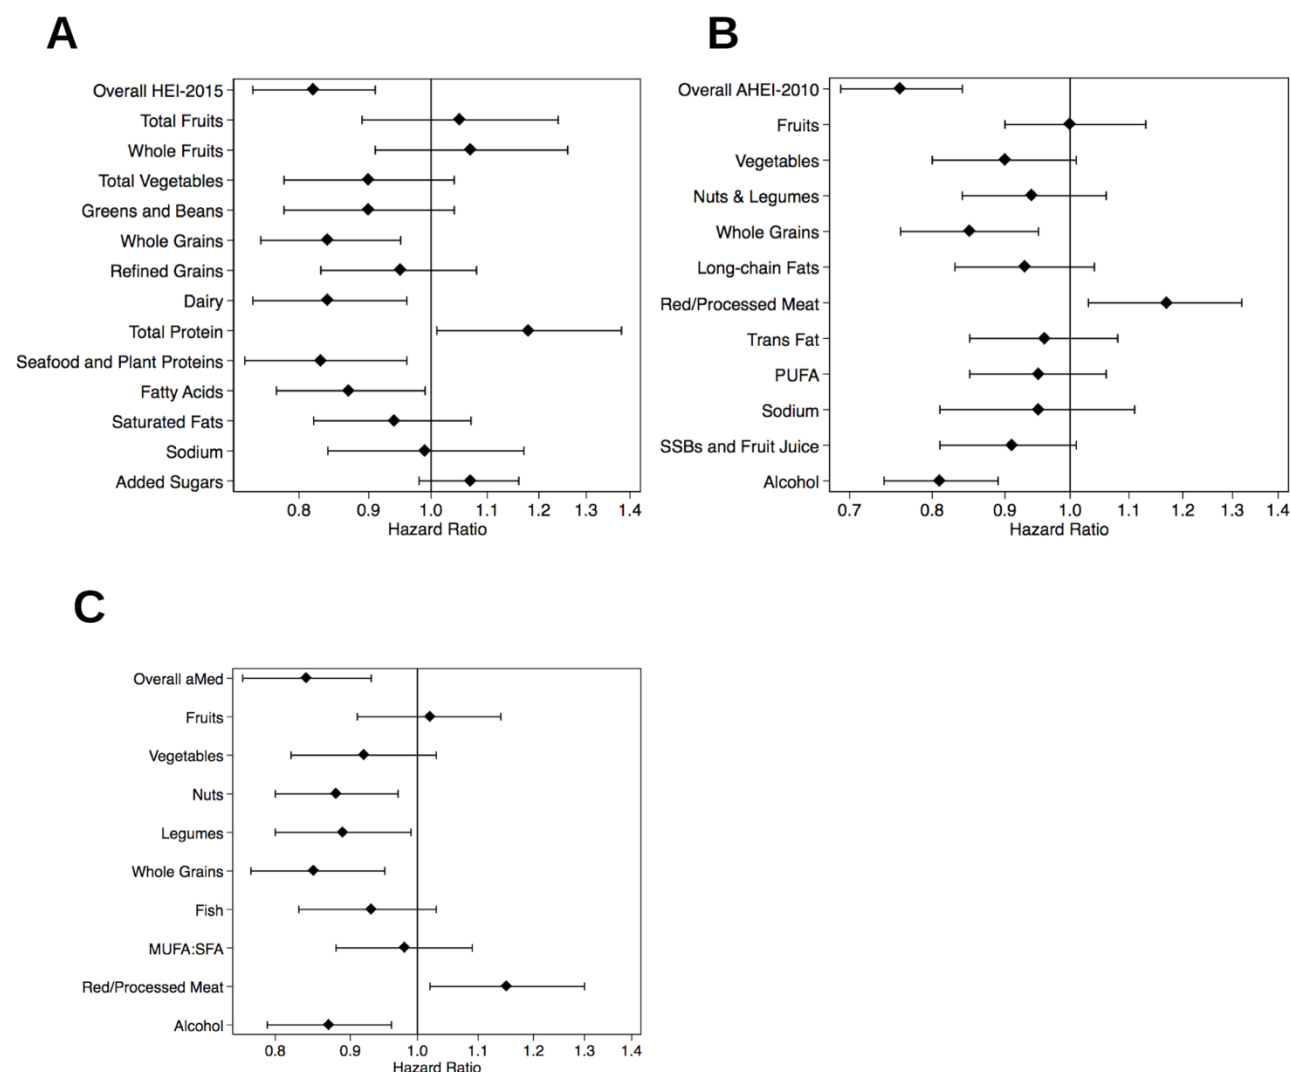 A
Overall HEI-2015
Total Fruits
Whole Fruits
Total Vegetables
Greens and Beans
Whole Grains
Refined Grains
Dairy
Total Protein
Seafood and Plant Proteins
Fatty Acids
Saturated Fats
Sodium
Added Sugars
0.8 0.9 1.0 1.1 1.2 1.3 1.4
Hazard Ratio
B
Overall AHEI-2010
Fruits
Vegetables
Nuts & Legumes
Whole Grains
Long-chain Fats
Red/Processed Meat
Trans Fat
PUFA
Sodium
SSBs and Fruit Juice
Alcohol
0.7 0.8 0.9 1.0 1.1 1.2 1.3 1.4
Hazard Ratio
C
Overall aMed
Fruits
Vegetables
Nuts
Legumes
Whole Grains
Fish
MUFA:SFA
Red/Processed Meat
Alcohol
0.8 0.9 1.0 1.1 1.2 1.3 1.4
Hazard Ratio